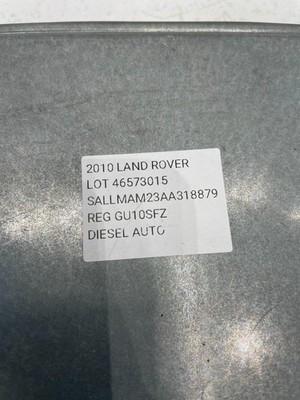 2010 LAND ROVER
LOT 46573015
SALLMAM23AA318879
REG GU10SFZ
DIESEL AUTO